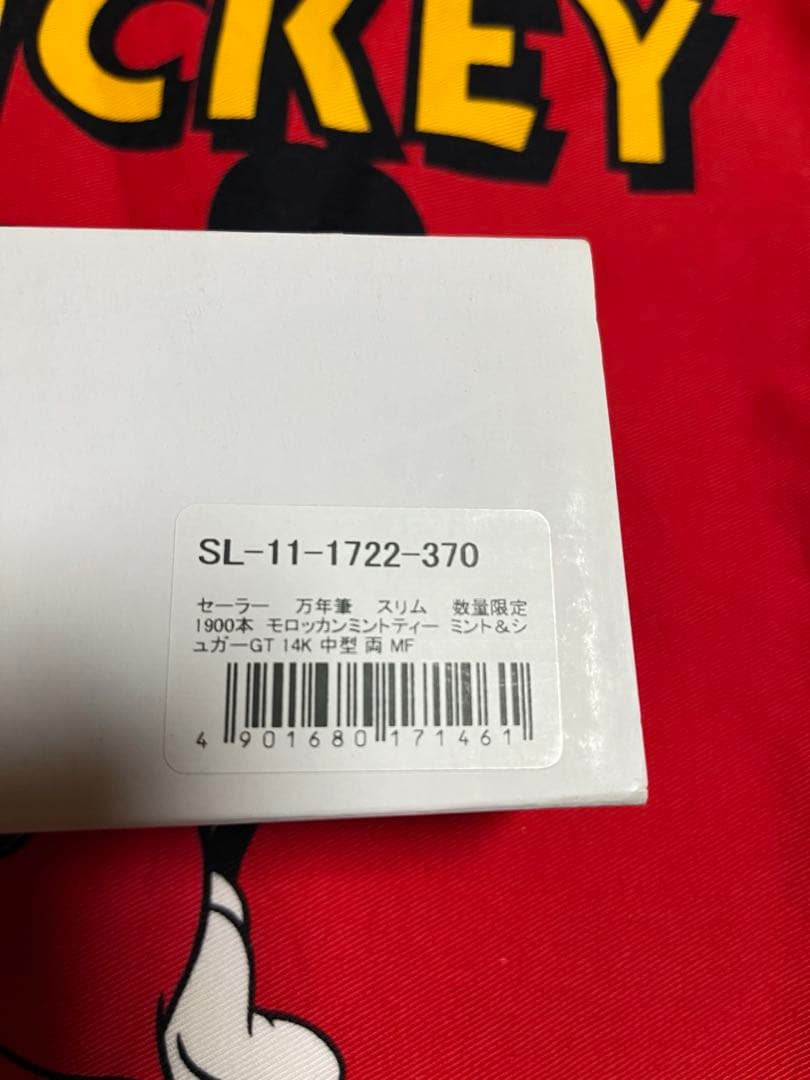 CKEY
SL-11-1722-370
セーラー 万年筆 スリム 数量限定
1900本 モロッカンミントティー ミント&シ
ュガーGT 14K 中型 両 MF
4 901680 171461